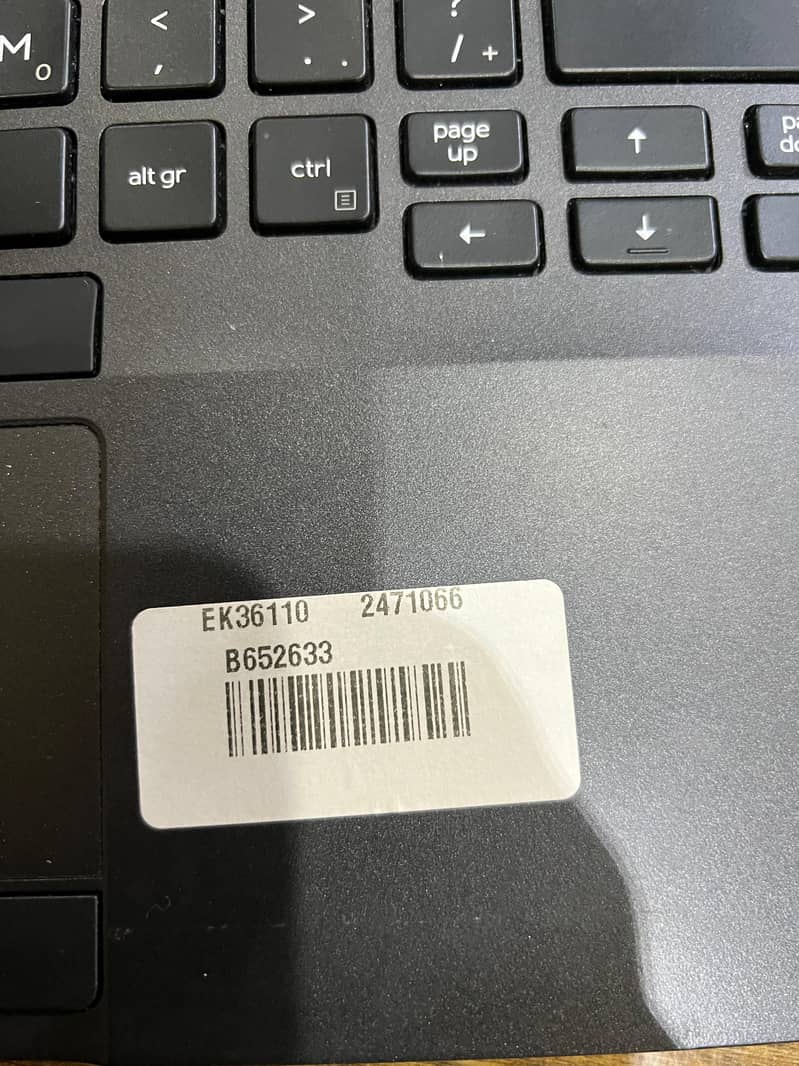 < > ?
M , . . / +
O
page up ↑ pa do
alt gr ctrl
← ↓
EK36110 2471066
B652633